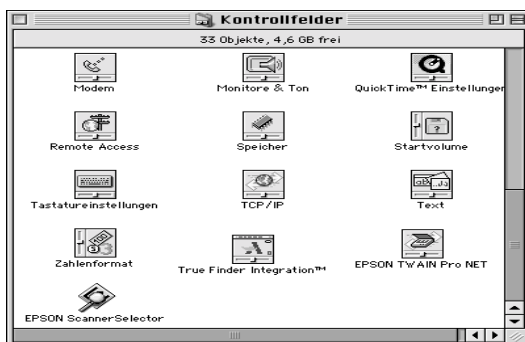 Kontrollfelder
33 Objekte, 4,6 GB frei
Modem
Monitore & Ton
QuickTime™ Einstellunger
Remote Access
Speicher
Startvolume
Tastatureinstellungen
TCP/IP
Text
Zahlenformat
True Finder Integration™
EPSON TWAIN Pro NET
EPSON ScannerSelector